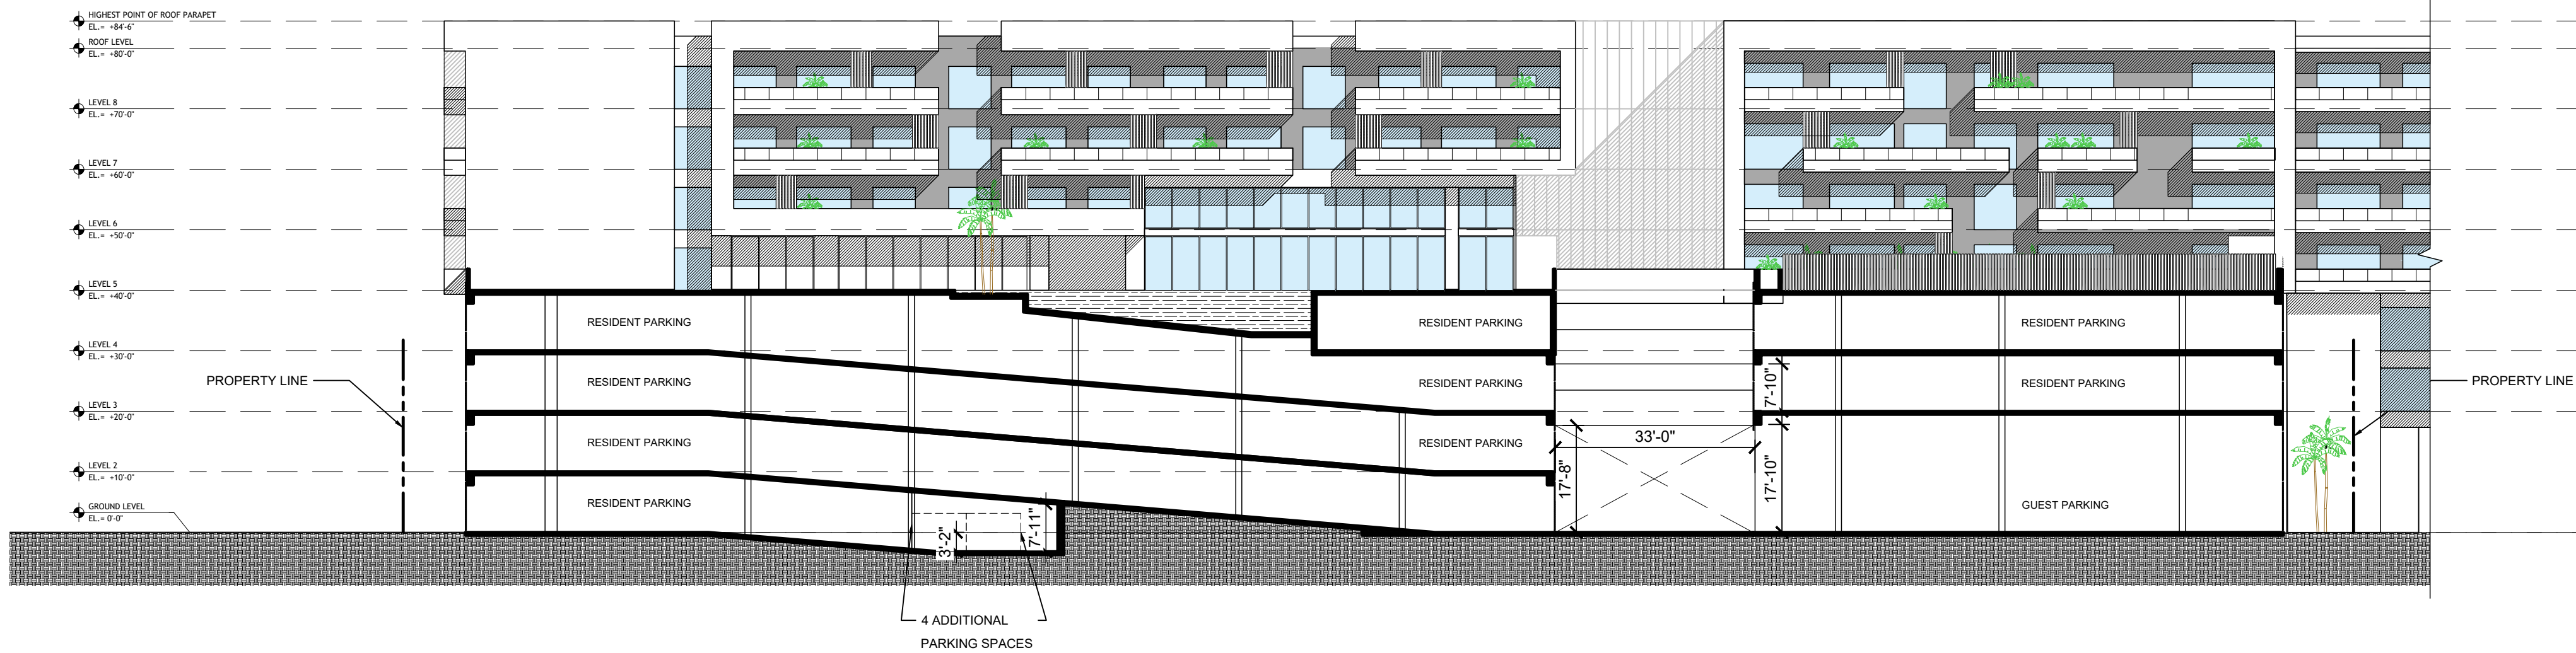 HIGHEST POINT OF ROOF PARAPET
EL.= +84'-6"
ROOF LEVEL
EL.= +80'-0"
LEVEL 8
EL.= +70'-0"
LEVEL 7
EL.= +60'-0"
LEVEL 6
EL.= +50'-0"
LEVEL 5
EL.= +40'-0"
RESIDENT PARKING
RESIDENT PARKING
RESIDENT PARKING
LEVEL 4
EL.= +30'-0"
PROPERTY LINE
RESIDENT PARKING
RESIDENT PARKING
7'-10"
RESIDENT PARKING
PROPERTY LINE
LEVEL 3
EL.= +20'-0"
RESIDENT PARKING
RESIDENT PARKING
33'-0"
LEVEL 2
EL.= +10'-0"
17'-8"
17'-10"
RESIDENT PARKING
GUEST PARKING
GROUND LEVEL
EL.= 0'-0"
3'-2"
7'-11"
4 ADDITIONAL
PARKING SPACES